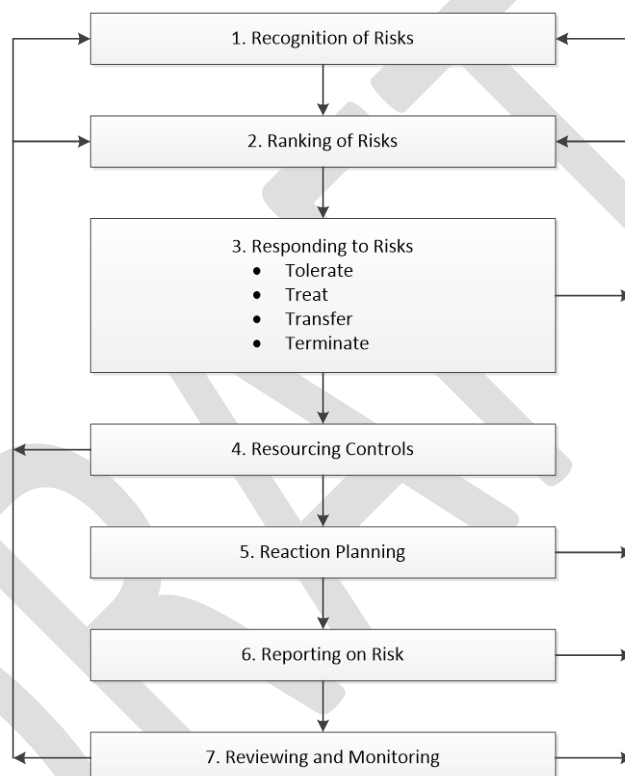 1. Recognition of Risks
2. Ranking of Risks
3. Responding to Risks
● Tolerate
● Treat
● Transfer
● Terminate
4. Resourcing Controls
5. Reaction Planning
6. Reporting on Risk
7. Reviewing and Monitoring
DRAFT